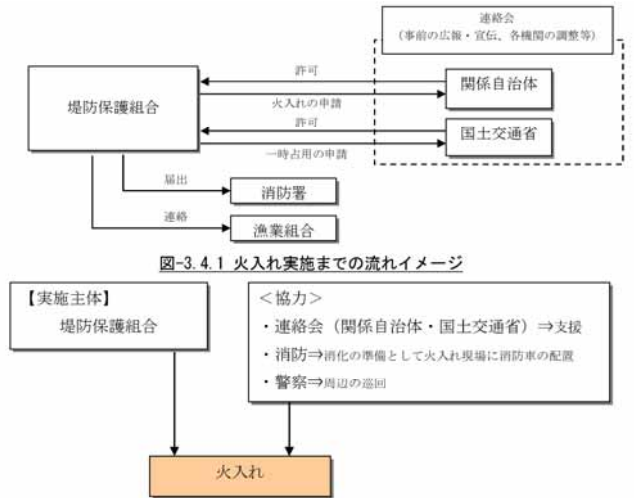 連絡会
(事前の広報・宣伝、各機関の調整等)
許可
関係自治体
火入れの申請
堤防保護組合
許可
国土交通省
一時占用の申請
届出
消防署
連絡
漁業組合
図-3.4.1 火入れ実施までの流れイメージ
【実施主体】
堤防保護組合
<協力>
・連絡会(関係自治体・国土交通省)⇒支援
・消防⇒消化の準備として火入れ現場に消防車の配置
・警察⇒周辺の巡回
火入れ